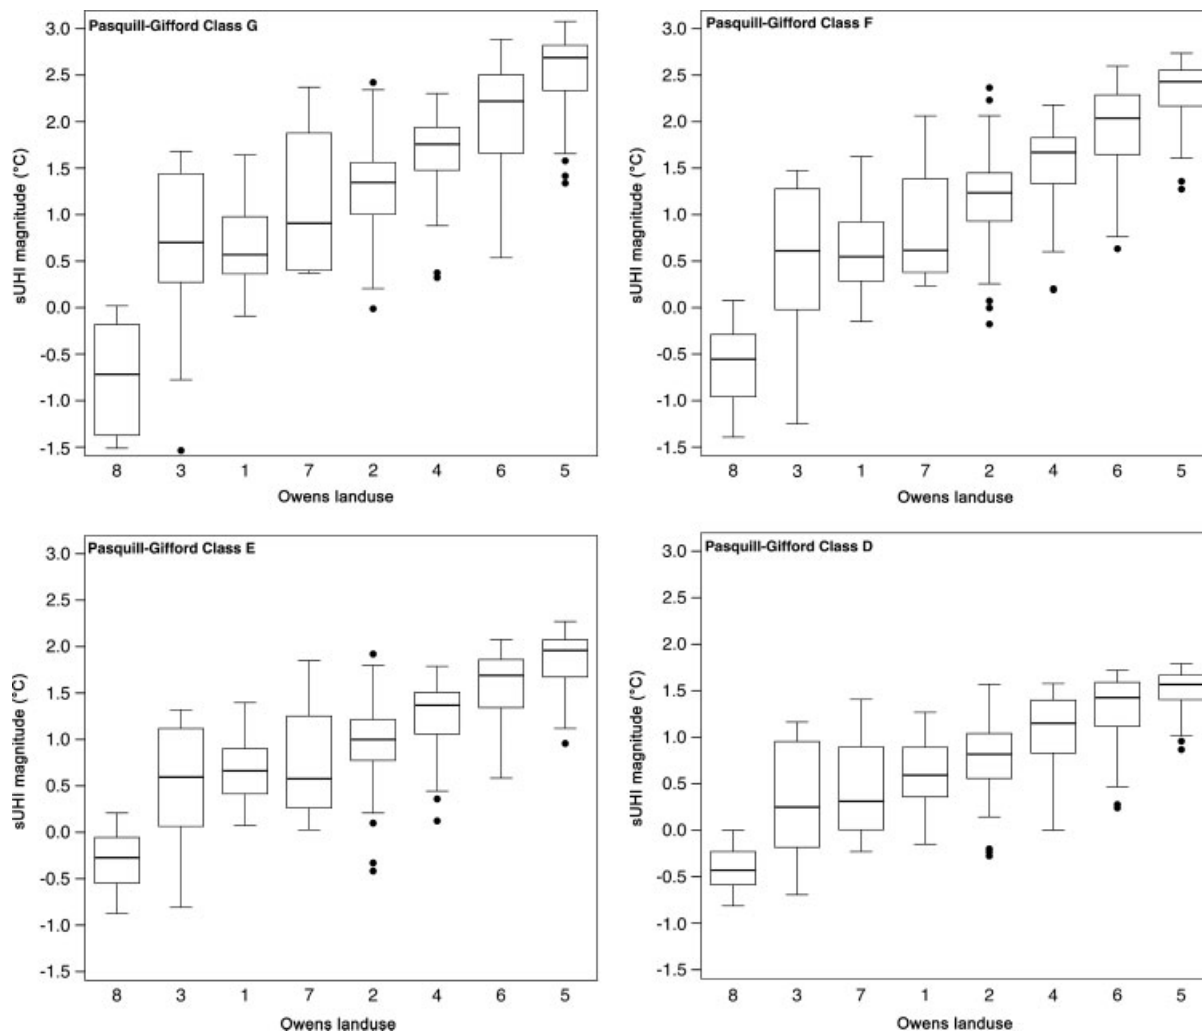 Pasquill-Gifford Class G
3.0
2.5
2.0
1.5
1.0
0.5
0.0
-0.5
-1.0
-1.5
sUHI magnitude (°C)
8 3 1 7 2 4 6 5
Owens landuse
Pasquill-Gifford Class F
3.0
2.5
2.0
1.5
1.0
0.5
0.0
-0.5
-1.0
-1.5
sUHI magnitude (°C)
8 3 1 7 2 4 6 5
Owens landuse
Pasquill-Gifford Class E
3.0
2.5
2.0
1.5
1.0
0.5
0.0
-0.5
-1.0
-1.5
sUHI magnitude (°C)
8 3 1 7 2 4 6 5
Owens landuse
Pasquill-Gifford Class D
3.0
2.5
2.0
1.5
1.0
0.5
0.0
-0.5
-1.0
-1.5
sUHI magnitude (°C)
8 3 7 1 2 4 6 5
Owens landuse